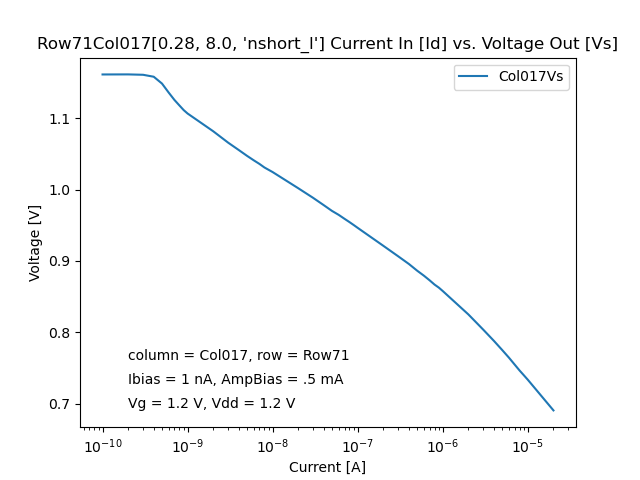 Row71Col017[0.28, 8.0, 'nshort_l'] Current In [Id] vs. Voltage Out [Vs]
Col017Vs
1.1
1.0
0.9
0.8
0.7
Voltage [V]
column = Col017, row = Row71
Ibias = 1 nA, AmpBias = .5 mA
Vg = 1.2 V, Vdd = 1.2 V
10⁻¹⁰ 10⁻⁹ 10⁻⁸ 10⁻⁷ 10⁻⁶ 10⁻⁵
Current [A]